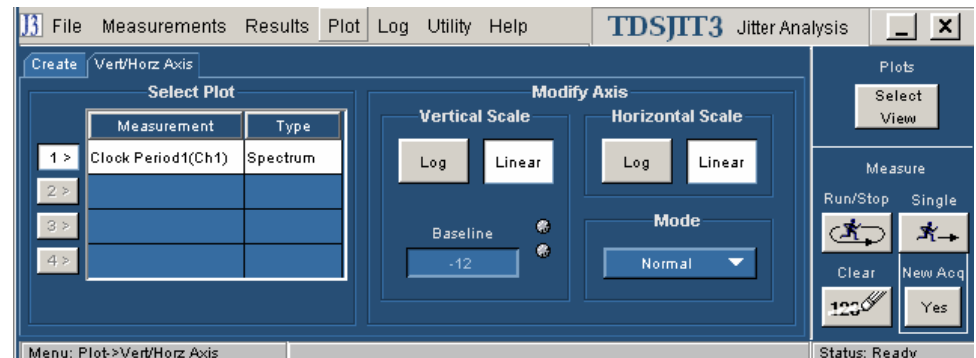 J3 File Measurements Results Plot Log Utility Help TDSJIT3 Jitter Analysis
Create Vert/Horz Axis
Select Plot
Measurement Type
1 > Clock Period1(Ch1) Spectrum
2 >
3 >
4 >
Modify Axis
Vertical Scale
Log Linear
Baseline
-12
Horizontal Scale
Log Linear
Mode
Normal
Plots
Select
View
Measure
Run/Stop Single
Clear New Acq
123 Yes
Menu: Plot->Vert/Horz Axis
Status: Ready